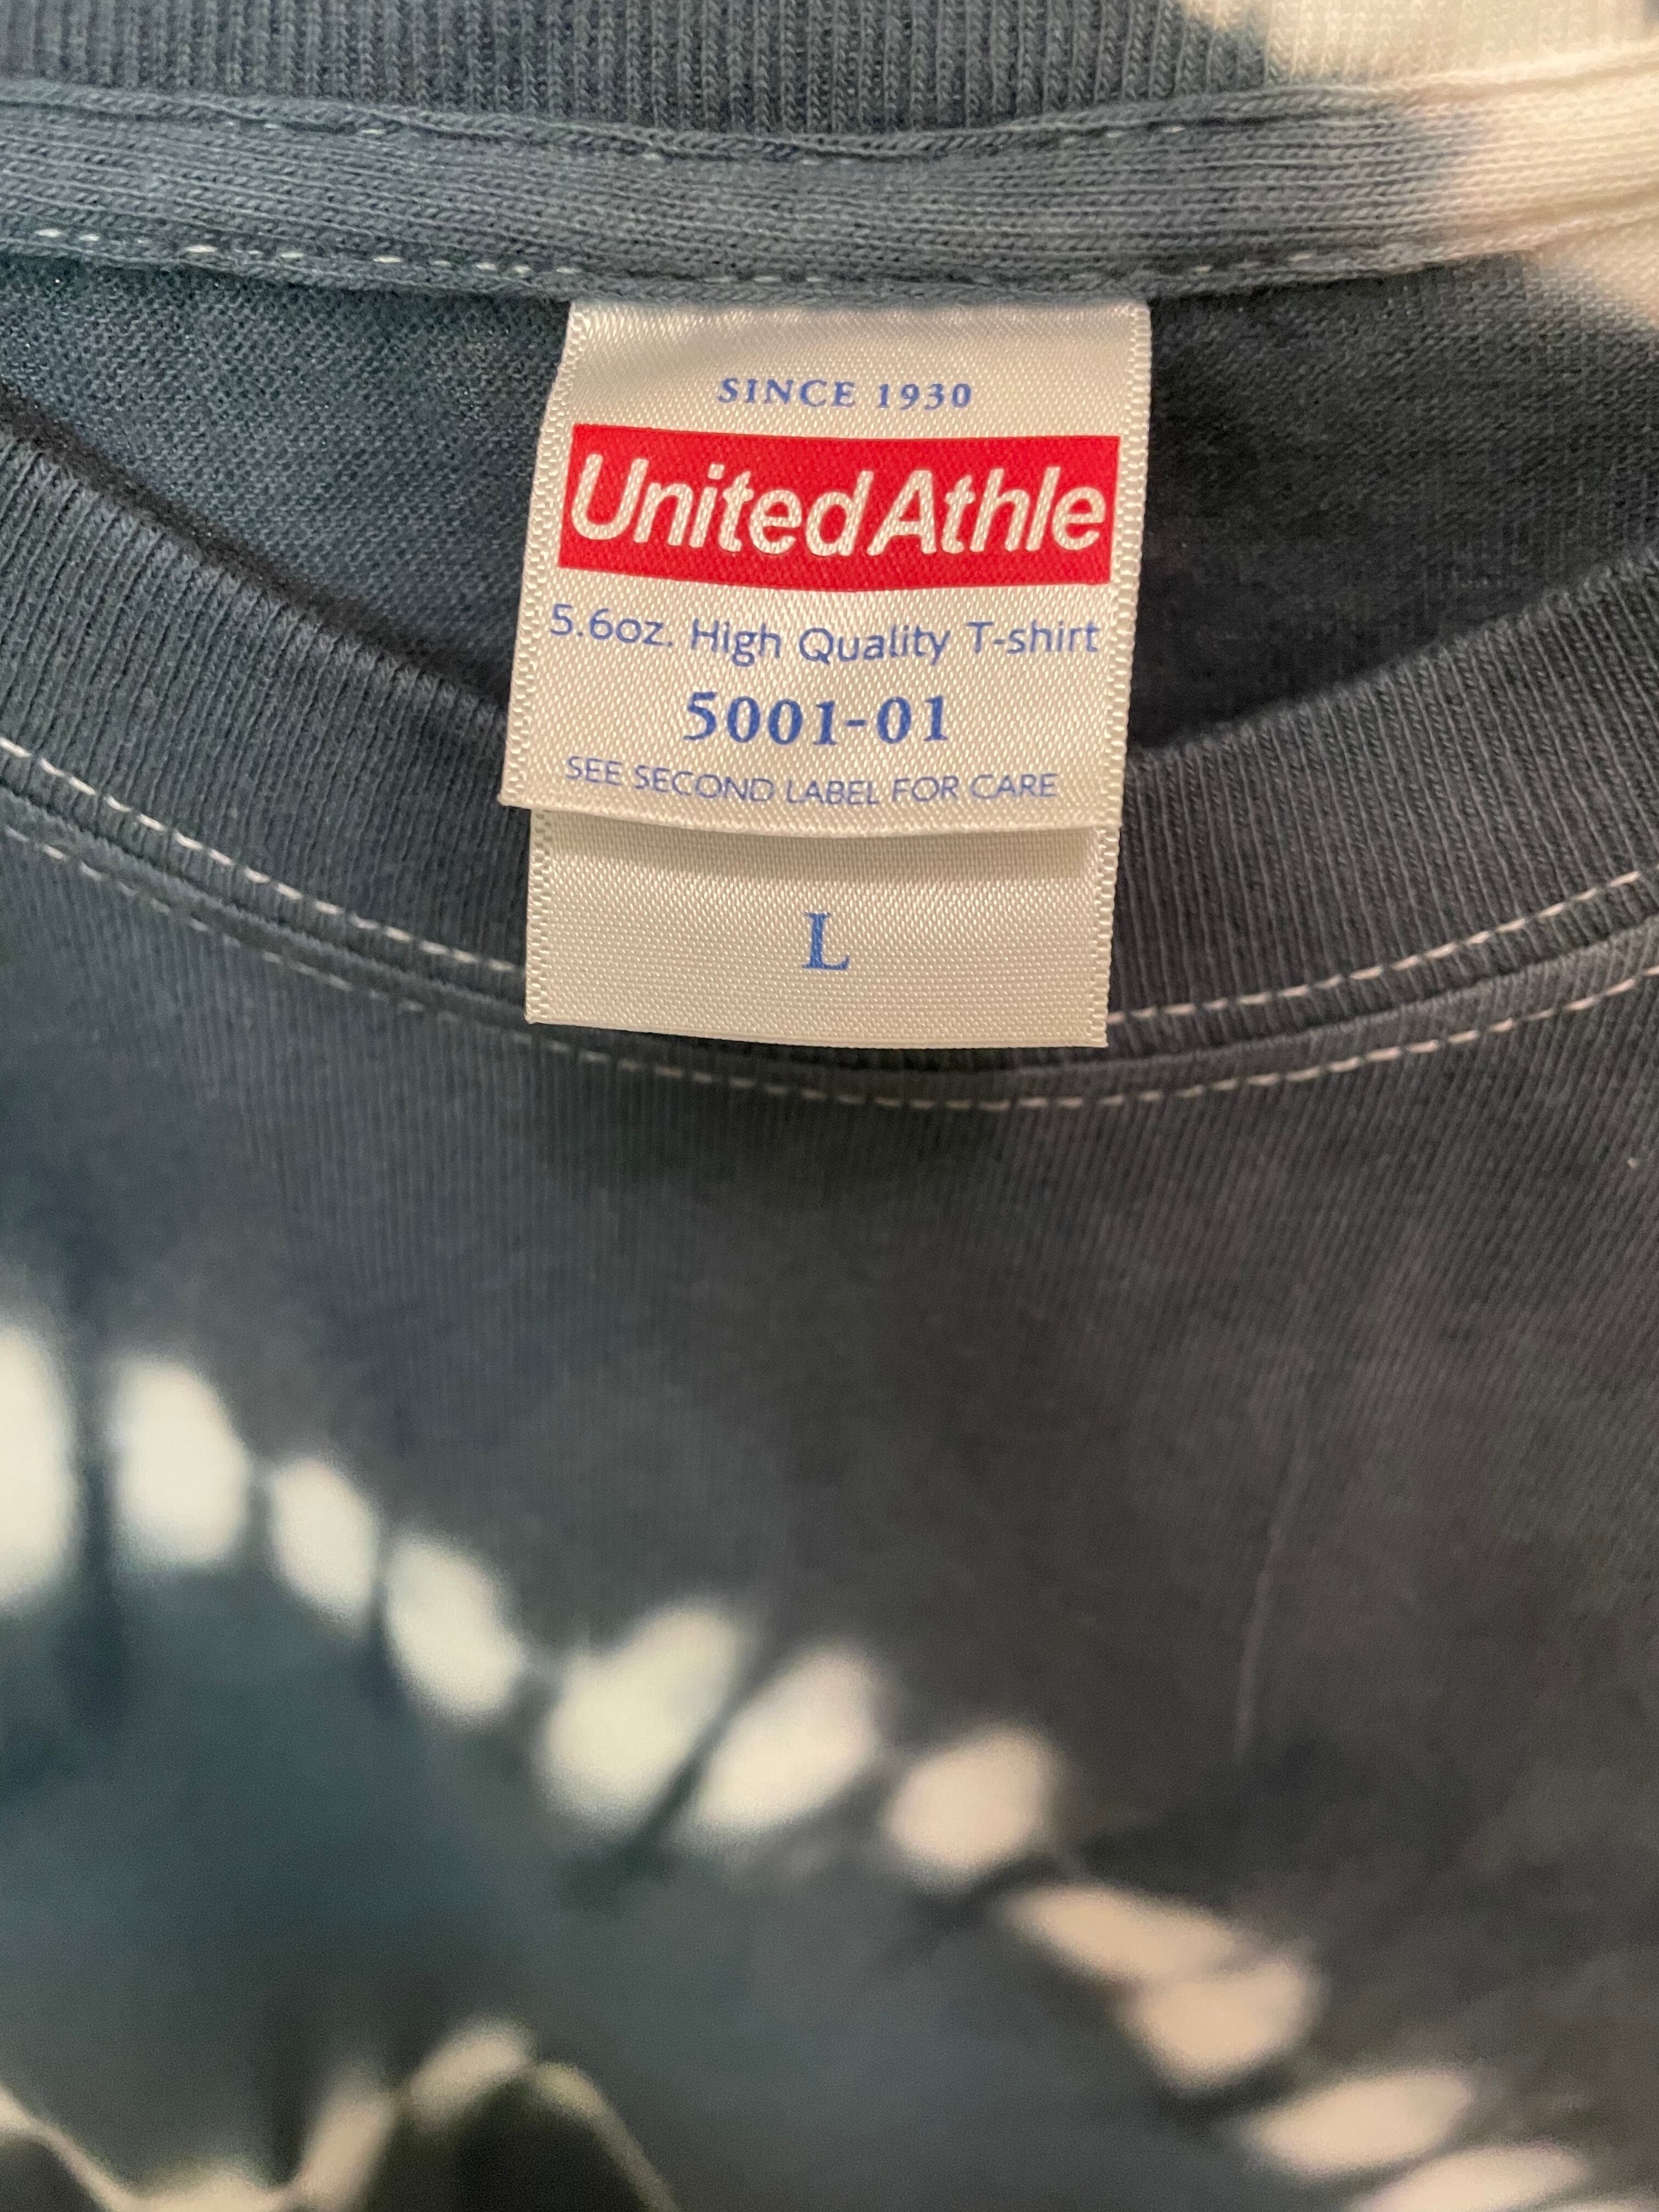 SINCE 1930
United Athle
5.6oz. High Quality T-shirt
5001-01
SEE SECOND LABEL FOR CARE
L